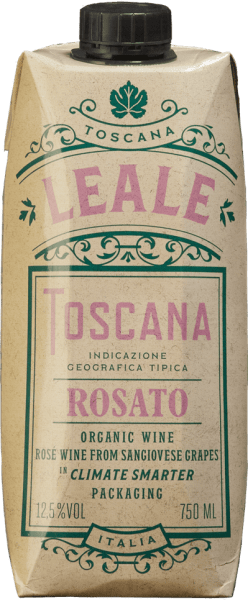 TOSCANA
LEALE
TOSCANA
INDICAZIONE
GEOGRAFICA TIPICA
ROSATO
ORGANIC WINE
ROSÉ WINE FROM SANGIOVESE GRAPES
IN CLIMATE SMARTER
PACKAGING
12,5%VOL 750 ML
ITALIA